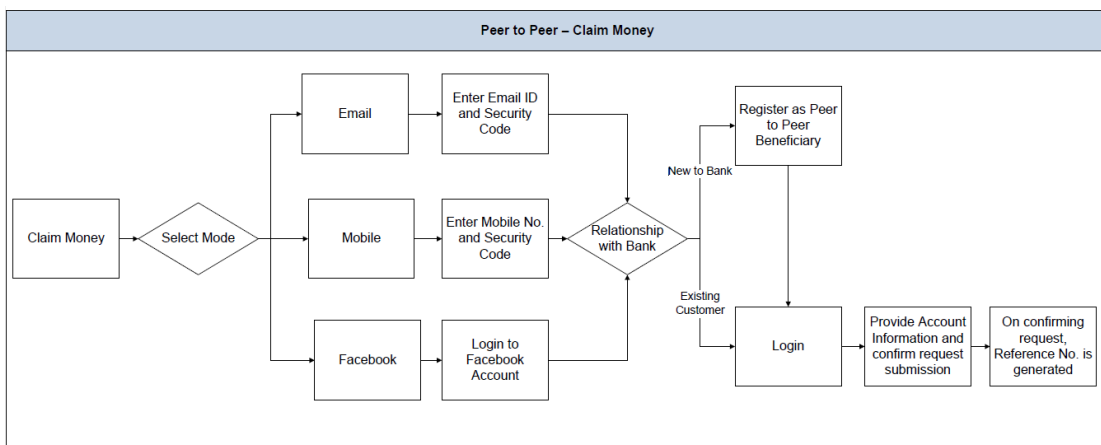 Peer to Peer – Claim Money
Claim Money
Select Mode
Email
Enter Email ID
and Security
Code
Mobile
Enter Mobile No.
and Security
Code
Facebook
Login to
Facebook
Account
Relationship
with Bank
New to Bank
Register as Peer
to Peer
Beneficiary
Existing
Customer
Login
Provide Account
Information and
confirm request
submission
On confirming
request,
Reference No. is
generated